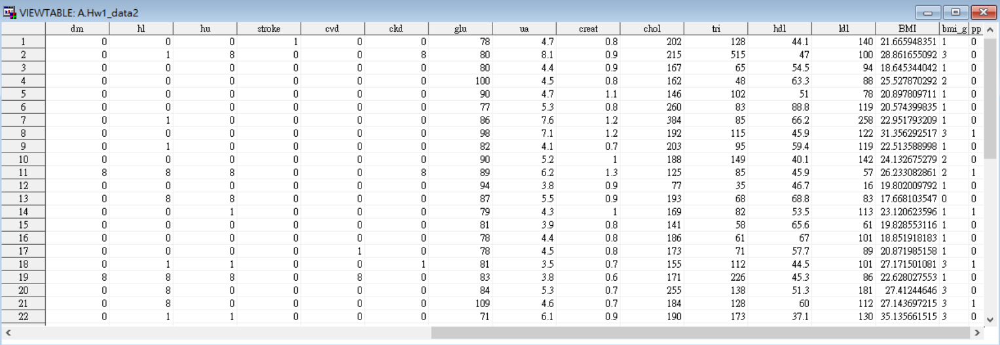 VIEWTABLE: A.Hw1_data2
dm hl hu stroke cvd ckd glu ua creat chol tri hdl ldl BMI bmi_g pp
1 0 0 0 1 0 0 78 4.7 0.8 202 128 44.1 140 21.665948351 1 0
2 0 1 8 0 0 8 80 8.1 0.9 215 515 47 100 28.861655092 3 0
3 0 0 0 0 0 0 80 4.4 0.9 167 65 54.5 94 18.645344042 1 0
4 0 0 0 0 0 0 100 4.5 0.8 162 48 63.3 88 25.527870292 2 0
5 0 0 0 0 0 0 90 4.7 1.1 146 102 51 78 20.897809711 1 0
6 0 0 0 0 0 0 77 5.3 0.8 260 83 88.8 119 20.574399835 1 0
7 0 1 0 0 0 0 86 7.6 1.2 384 85 66.2 258 22.951793209 1 0
8 0 0 0 0 0 0 98 7.1 1.2 192 115 45.9 122 31.356292517 3 1
9 0 1 0 0 0 0 82 4.1 0.7 203 95 59.4 119 22.513588998 1 0
10 0 0 0 0 0 0 90 5.2 1 188 149 40.1 142 24.132675279 2 0
11 8 8 8 0 0 8 89 6.2 1.3 125 85 45.9 57 26.233082861 2 1
12 0 0 0 0 0 0 94 3.8 0.9 77 35 46.7 16 19.802009792 1 0
13 0 8 8 0 0 0 87 5.5 0.9 193 68 68.8 83 17.668103547 0 0
14 0 0 1 0 0 0 79 4.3 1 169 82 53.5 113 23.120623596 1 1
15 0 0 0 0 0 0 81 3.9 0.8 141 58 65.6 61 19.828553116 1 0
16 0 0 0 0 0 0 78 4.4 0.8 186 61 67 101 18.851918183 1 0
17 0 0 0 0 1 0 78 4.5 0.8 173 71 57.7 89 20.871985158 1 0
18 0 1 1 0 0 1 81 3.5 0.7 155 112 44.5 101 27.171501081 3 1
19 8 8 8 0 8 0 83 3.8 0.6 171 226 45.3 86 22.628027553 1 0
20 0 8 0 0 0 0 84 5.3 0.7 255 138 51.3 181 27.41244646 3 0
21 0 8 0 0 0 0 109 4.6 0.7 184 128 60 112 27.143697215 3 1
22 0 1 1 0 0 0 71 6.1 0.9 190 173 37.1 130 35.135661515 3 0